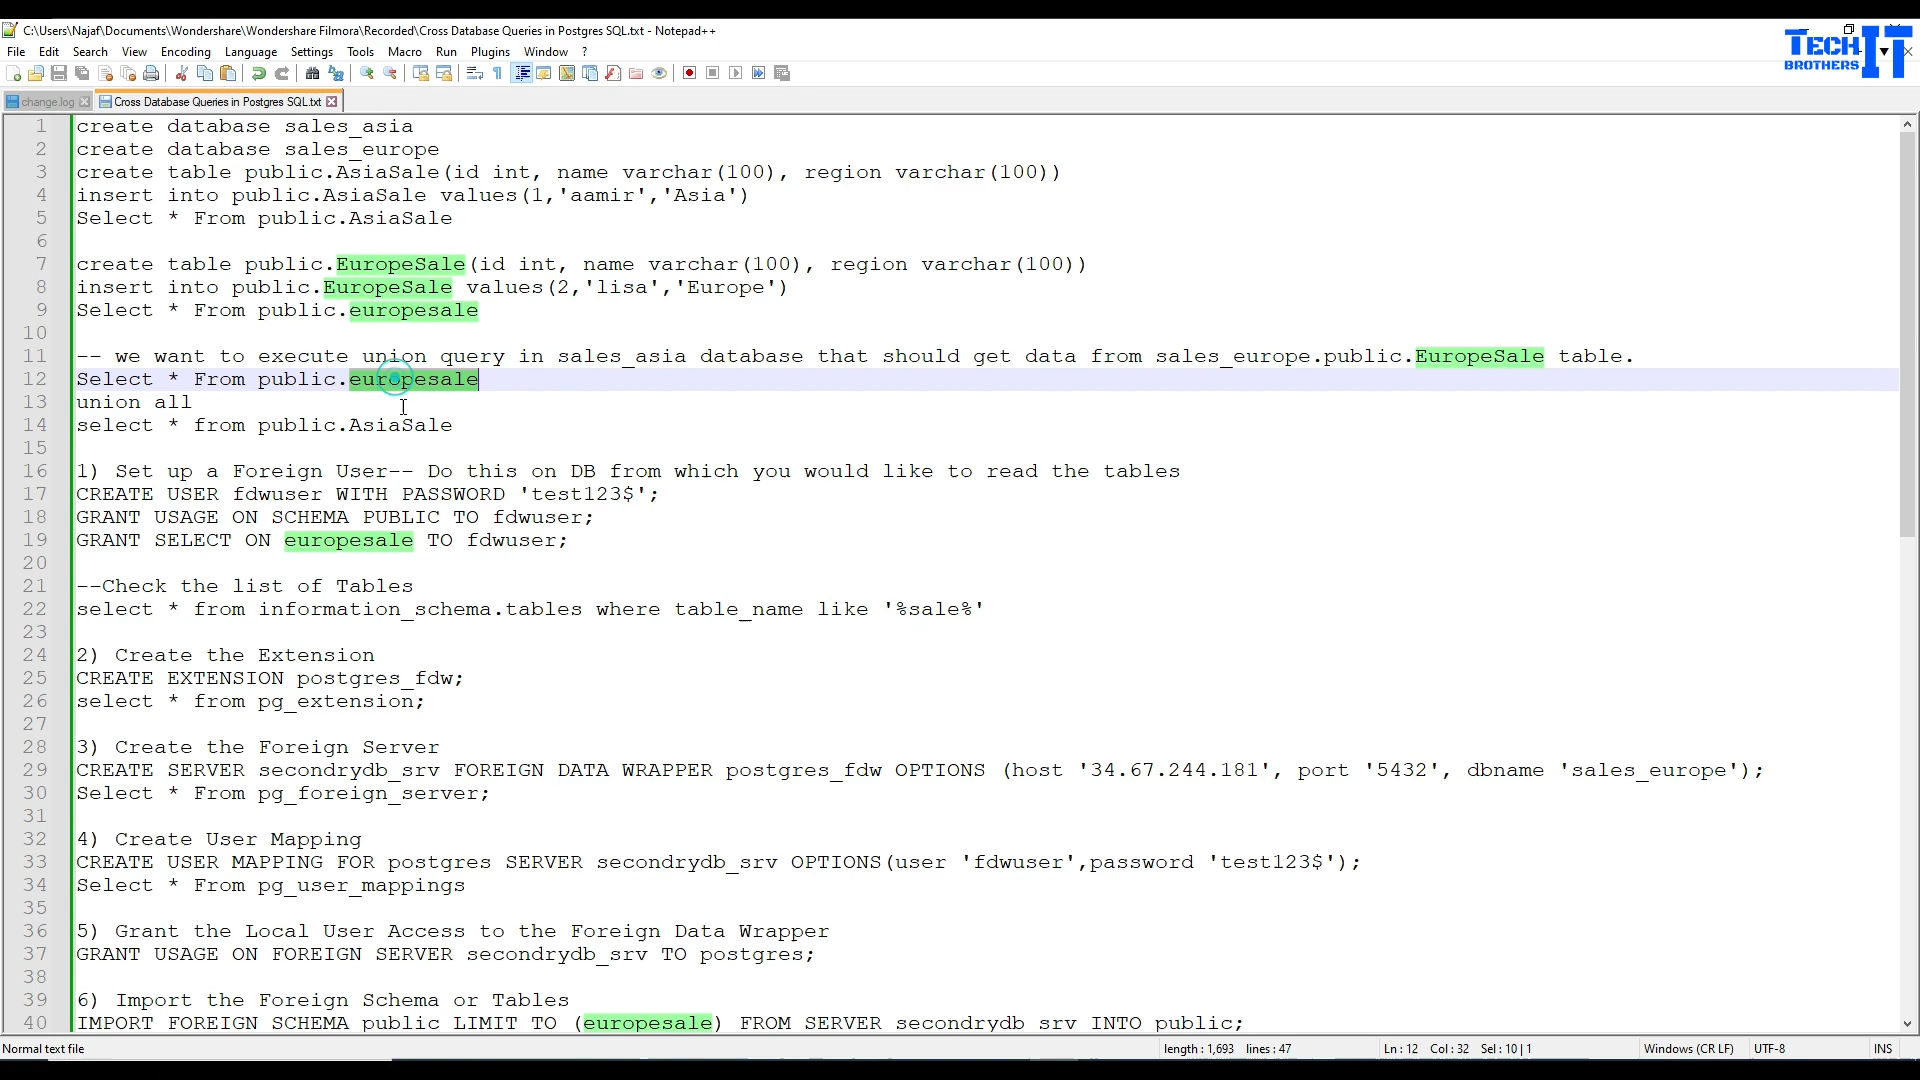 C:\Users\Najaf\Documents\Wondershare\Wondershare Filmora\Recorded\Cross Database Queries in Postgres SQL.txt - Notepad++
File Edit Search View Encoding Language Settings Tools Macro Run Plugins Window ?
TECH IT
BROTHERS
change.log Cross Database Queries in Postgres SQL.txt
1 create database sales_asia
2 create database sales_europe
3 create table public.AsiaSale(id int, name varchar(100), region varchar(100))
4 insert into public.AsiaSale values(1,'aamir','Asia')
5 Select * From public.AsiaSale
6
7 create table public.EuropeSale(id int, name varchar(100), region varchar(100))
8 insert into public.EuropeSale values(2,'lisa','Europe')
9 Select * From public.europesale
10
11 -- we want to execute union query in sales_asia database that should get data from sales_europe.public.EuropeSale table.
12 Select * From public.europesale
13 union all
14 select * from public.AsiaSale
15
16 1) Set up a Foreign User-- Do this on DB from which you would like to read the tables
17 CREATE USER fdwuser WITH PASSWORD 'test123$';
18 GRANT USAGE ON SCHEMA PUBLIC TO fdwuser;
19 GRANT SELECT ON europesale TO fdwuser;
20
21 --Check the list of Tables
22 select * from information_schema.tables where table_name like '%sale%'
23
24 2) Create the Extension
25 CREATE EXTENSION postgres_fdw;
26 select * from pg_extension;
27
28 3) Create the Foreign Server
29 CREATE SERVER secondrydb_srv FOREIGN DATA WRAPPER postgres_fdw OPTIONS (host '34.67.244.181', port '5432', dbname 'sales_europe');
30 Select * From pg_foreign_server;
31
32 4) Create User Mapping
33 CREATE USER MAPPING FOR postgres SERVER secondrydb_srv OPTIONS(user 'fdwuser',password 'test123$');
34 Select * From pg_user_mappings
35
36 5) Grant the Local User Access to the Foreign Data Wrapper
37 GRANT USAGE ON FOREIGN SERVER secondrydb_srv TO postgres;
38
39 6) Import the Foreign Schema or Tables
40 IMPORT FOREIGN SCHEMA public LIMIT TO (europesale) FROM SERVER secondrydb_srv INTO public;
Normal text file length : 1,693 lines : 47 Ln : 12 Col : 32 Sel : 10 | 1 Windows (CR LF) UTF-8 INS